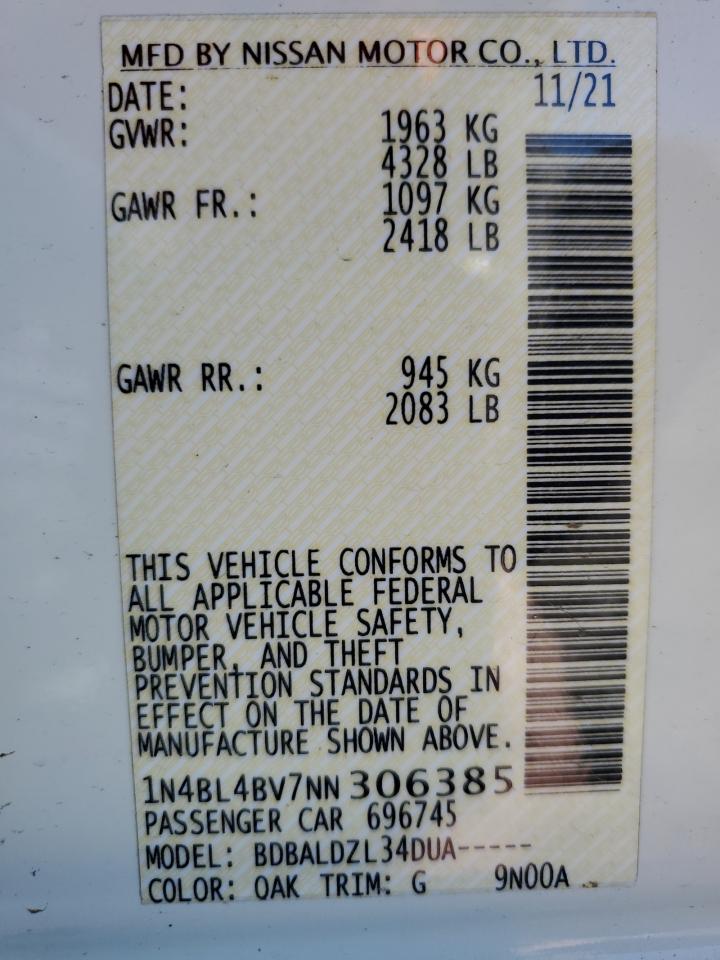 MFD BY NISSAN MOTOR CO., LTD.
DATE: 11/21
GVWR: 1963 KG
4328 LB
GAWR FR.: 1097 KG
2418 LB
GAWR RR.: 945 KG
2083 LB
THIS VEHICLE CONFORMS TO
ALL APPLICABLE FEDERAL
MOTOR VEHICLE SAFETY,
BUMPER, AND THEFT
PREVENTION STANDARDS IN
EFFECT ON THE DATE OF
MANUFACTURE SHOWN ABOVE.
1N4BL4BV7NN306385
PASSENGER CAR 696745
MODEL: BDBALDZL34DUA-----
COLOR: QAK TRIM: G 9N00A